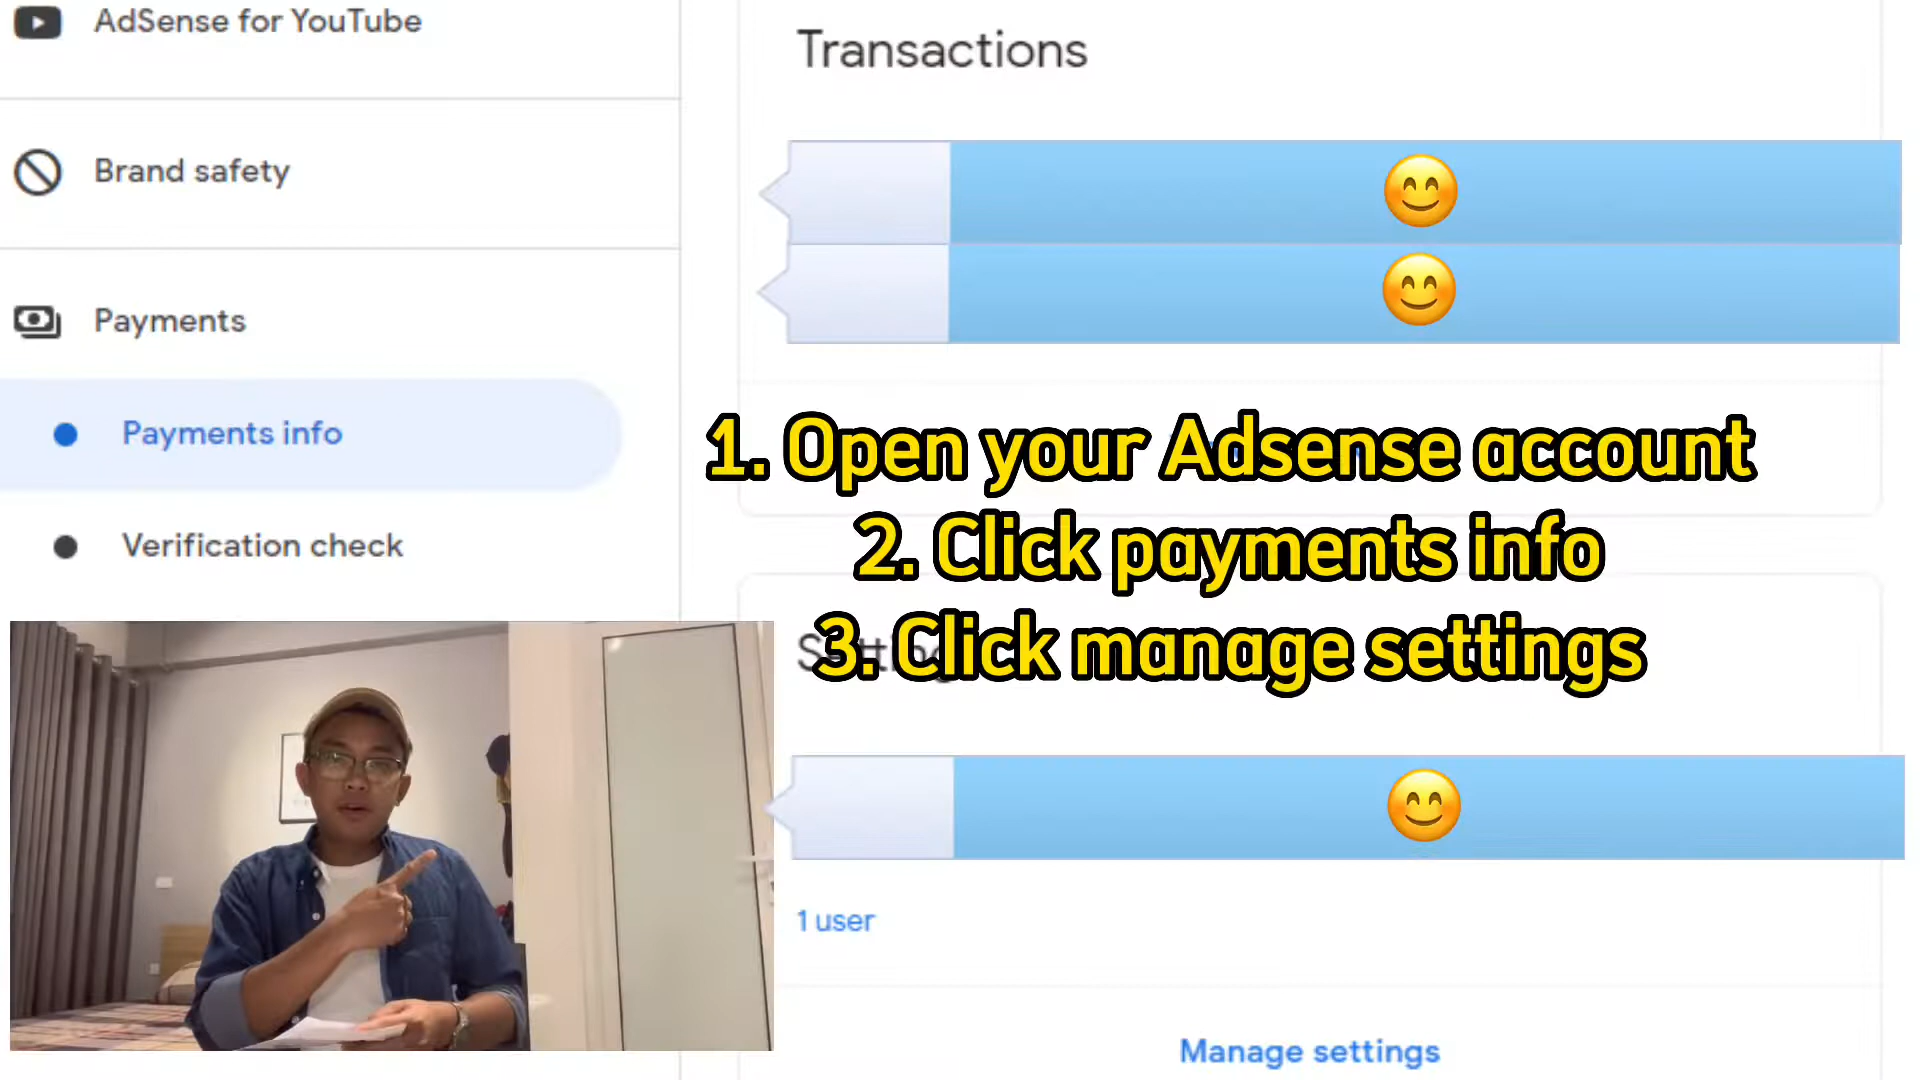 AdSense for YouTube
Brand safety
Payments
Payments info
Verification check
Transactions
1. Open your Adsense account
2. Click payments info
3. Click manage settings
1 user
Manage settings